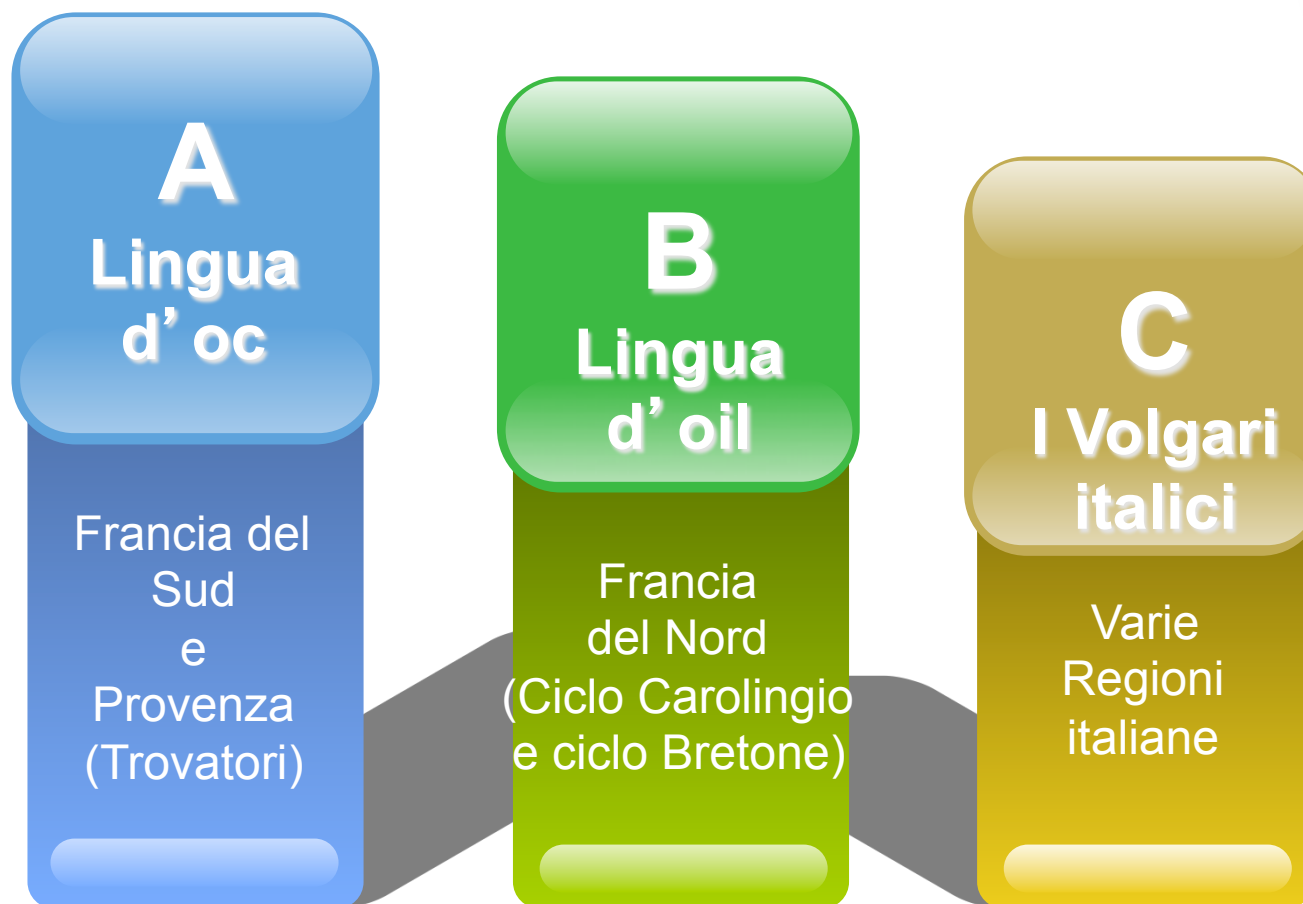 A
Lingua
d’ oc
Francia del
Sud
e
Provenza
(Trovatori)
B
Lingua
d’ oil
Francia
del Nord
(Ciclo Carolingio
e ciclo Bretone)
C
I Volgari
italici
Varie
Regioni
italiane